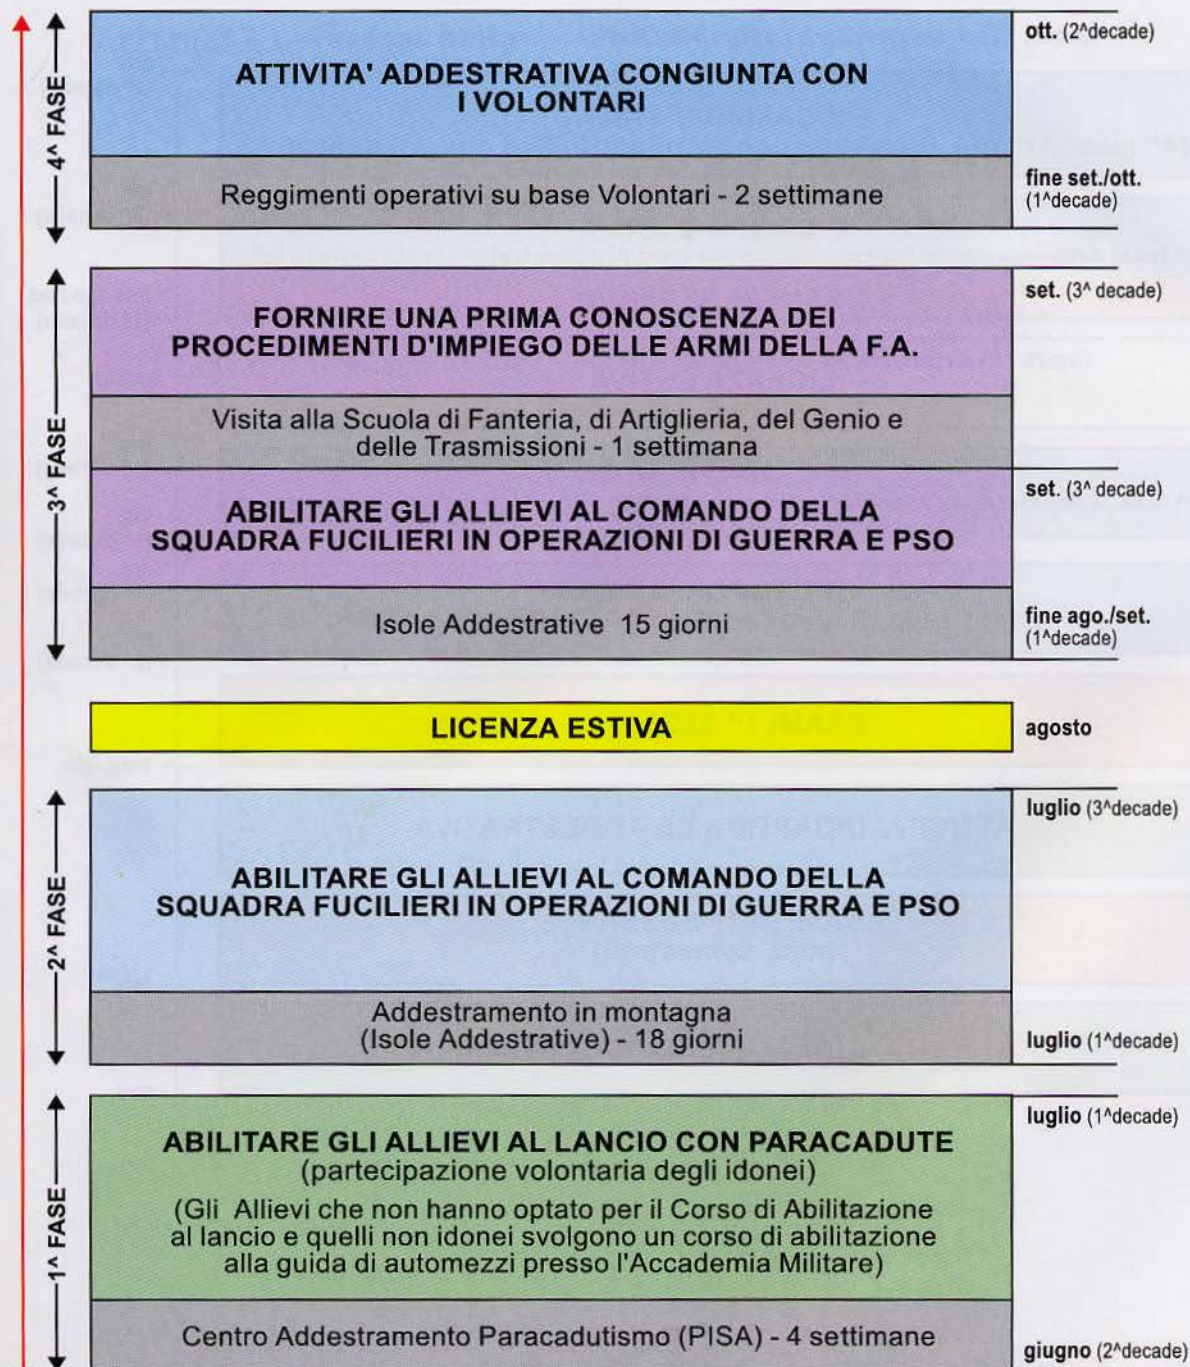 4^ FASE
ATTIVITA' ADDESTRATIVA CONGIUNTA CON
I VOLONTARI
ott. (2^decade)
Reggimenti operativi su base Volontari - 2 settimane
fine set./ott.
(1^decade)
3^ FASE
FORNIRE UNA PRIMA CONOSCENZA DEI
PROCEDIMENTI D'IMPIEGO DELLE ARMI DELLA F.A.
set. (3^ decade)
Visita alla Scuola di Fanteria, di Artiglieria, del Genio e
delle Trasmissioni - 1 settimana
ABILITARE GLI ALLIEVI AL COMANDO DELLA
SQUADRA FUCILIERI IN OPERAZIONI DI GUERRA E PSO
set. (3^ decade)
Isole Addestrative 15 giorni
fine ago./set.
(1^decade)
LICENZA ESTIVA
agosto
2^ FASE
ABILITARE GLI ALLIEVI AL COMANDO DELLA
SQUADRA FUCILIERI IN OPERAZIONI DI GUERRA E PSO
luglio (3^decade)
Addestramento in montagna
(Isole Addestrative) - 18 giorni
luglio (1^decade)
1^ FASE
ABILITARE GLI ALLIEVI AL LANCIO CON PARACADUTE
(partecipazione volontaria degli idonei)
(Gli Allievi che non hanno optato per il Corso di Abilitazione
al lancio e quelli non idonei svolgono un corso di abilitazione
alla guida di automezzi presso l'Accademia Militare)
luglio (1^decade)
Centro Addestramento Paracadutismo (PISA) - 4 settimane
giugno (2^decade)